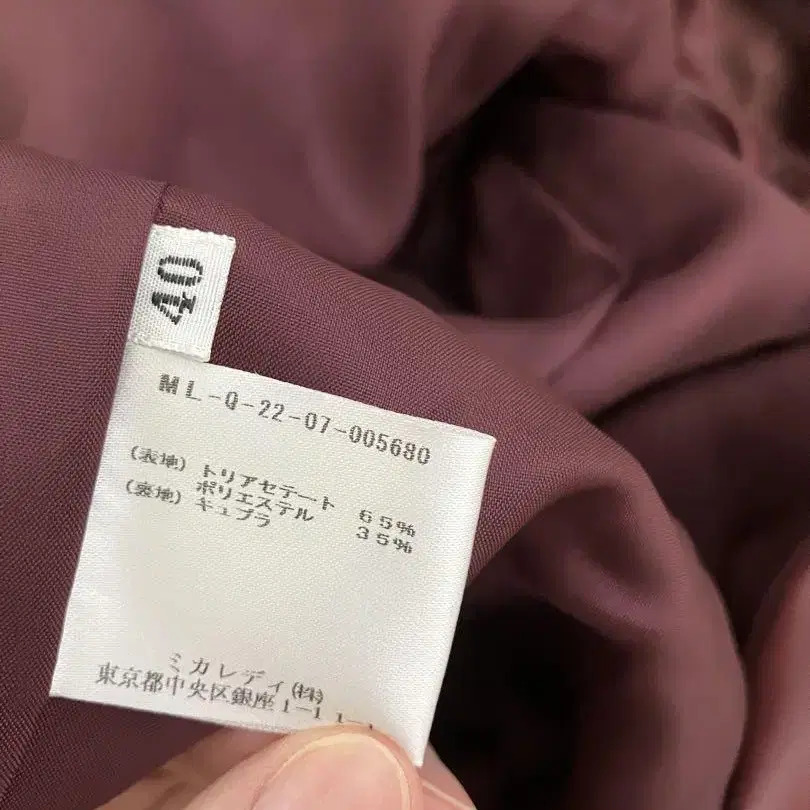 40
ML-Q-22-07-005680
(表地) トリアセテート 65%
ポリエステル 35%
(裏地) キュプラ
ミカレディ(株)
東京都中央区銀座1-1